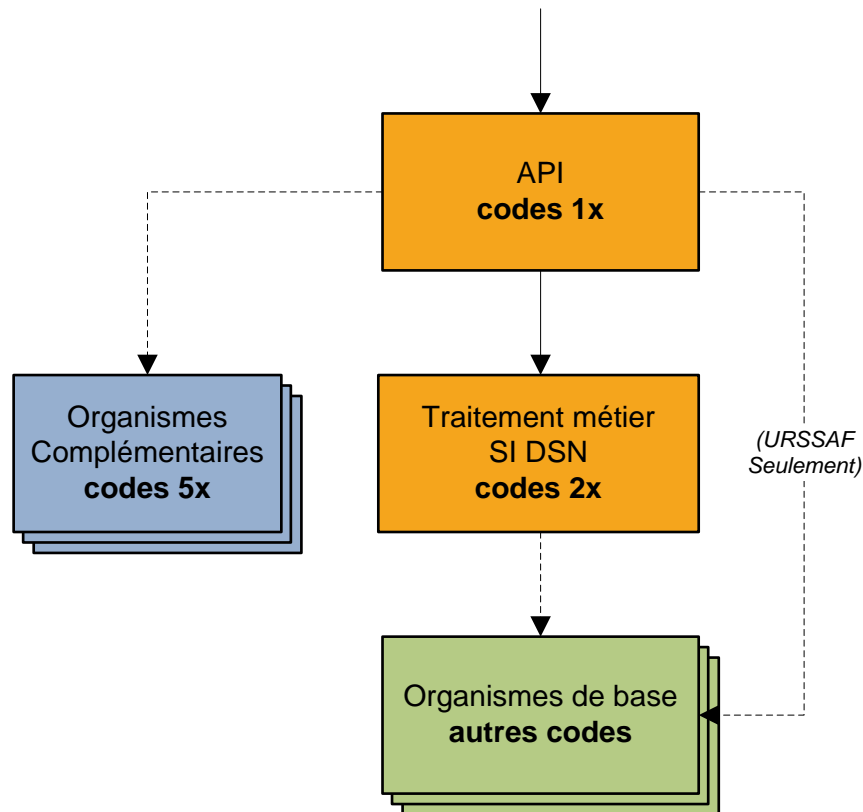 API
codes 1x
Organismes
Complémentaires
codes 5x
Traitement métier
SI DSN
codes 2x
(URSSAF
Seulement)
Organismes de base
autres codes